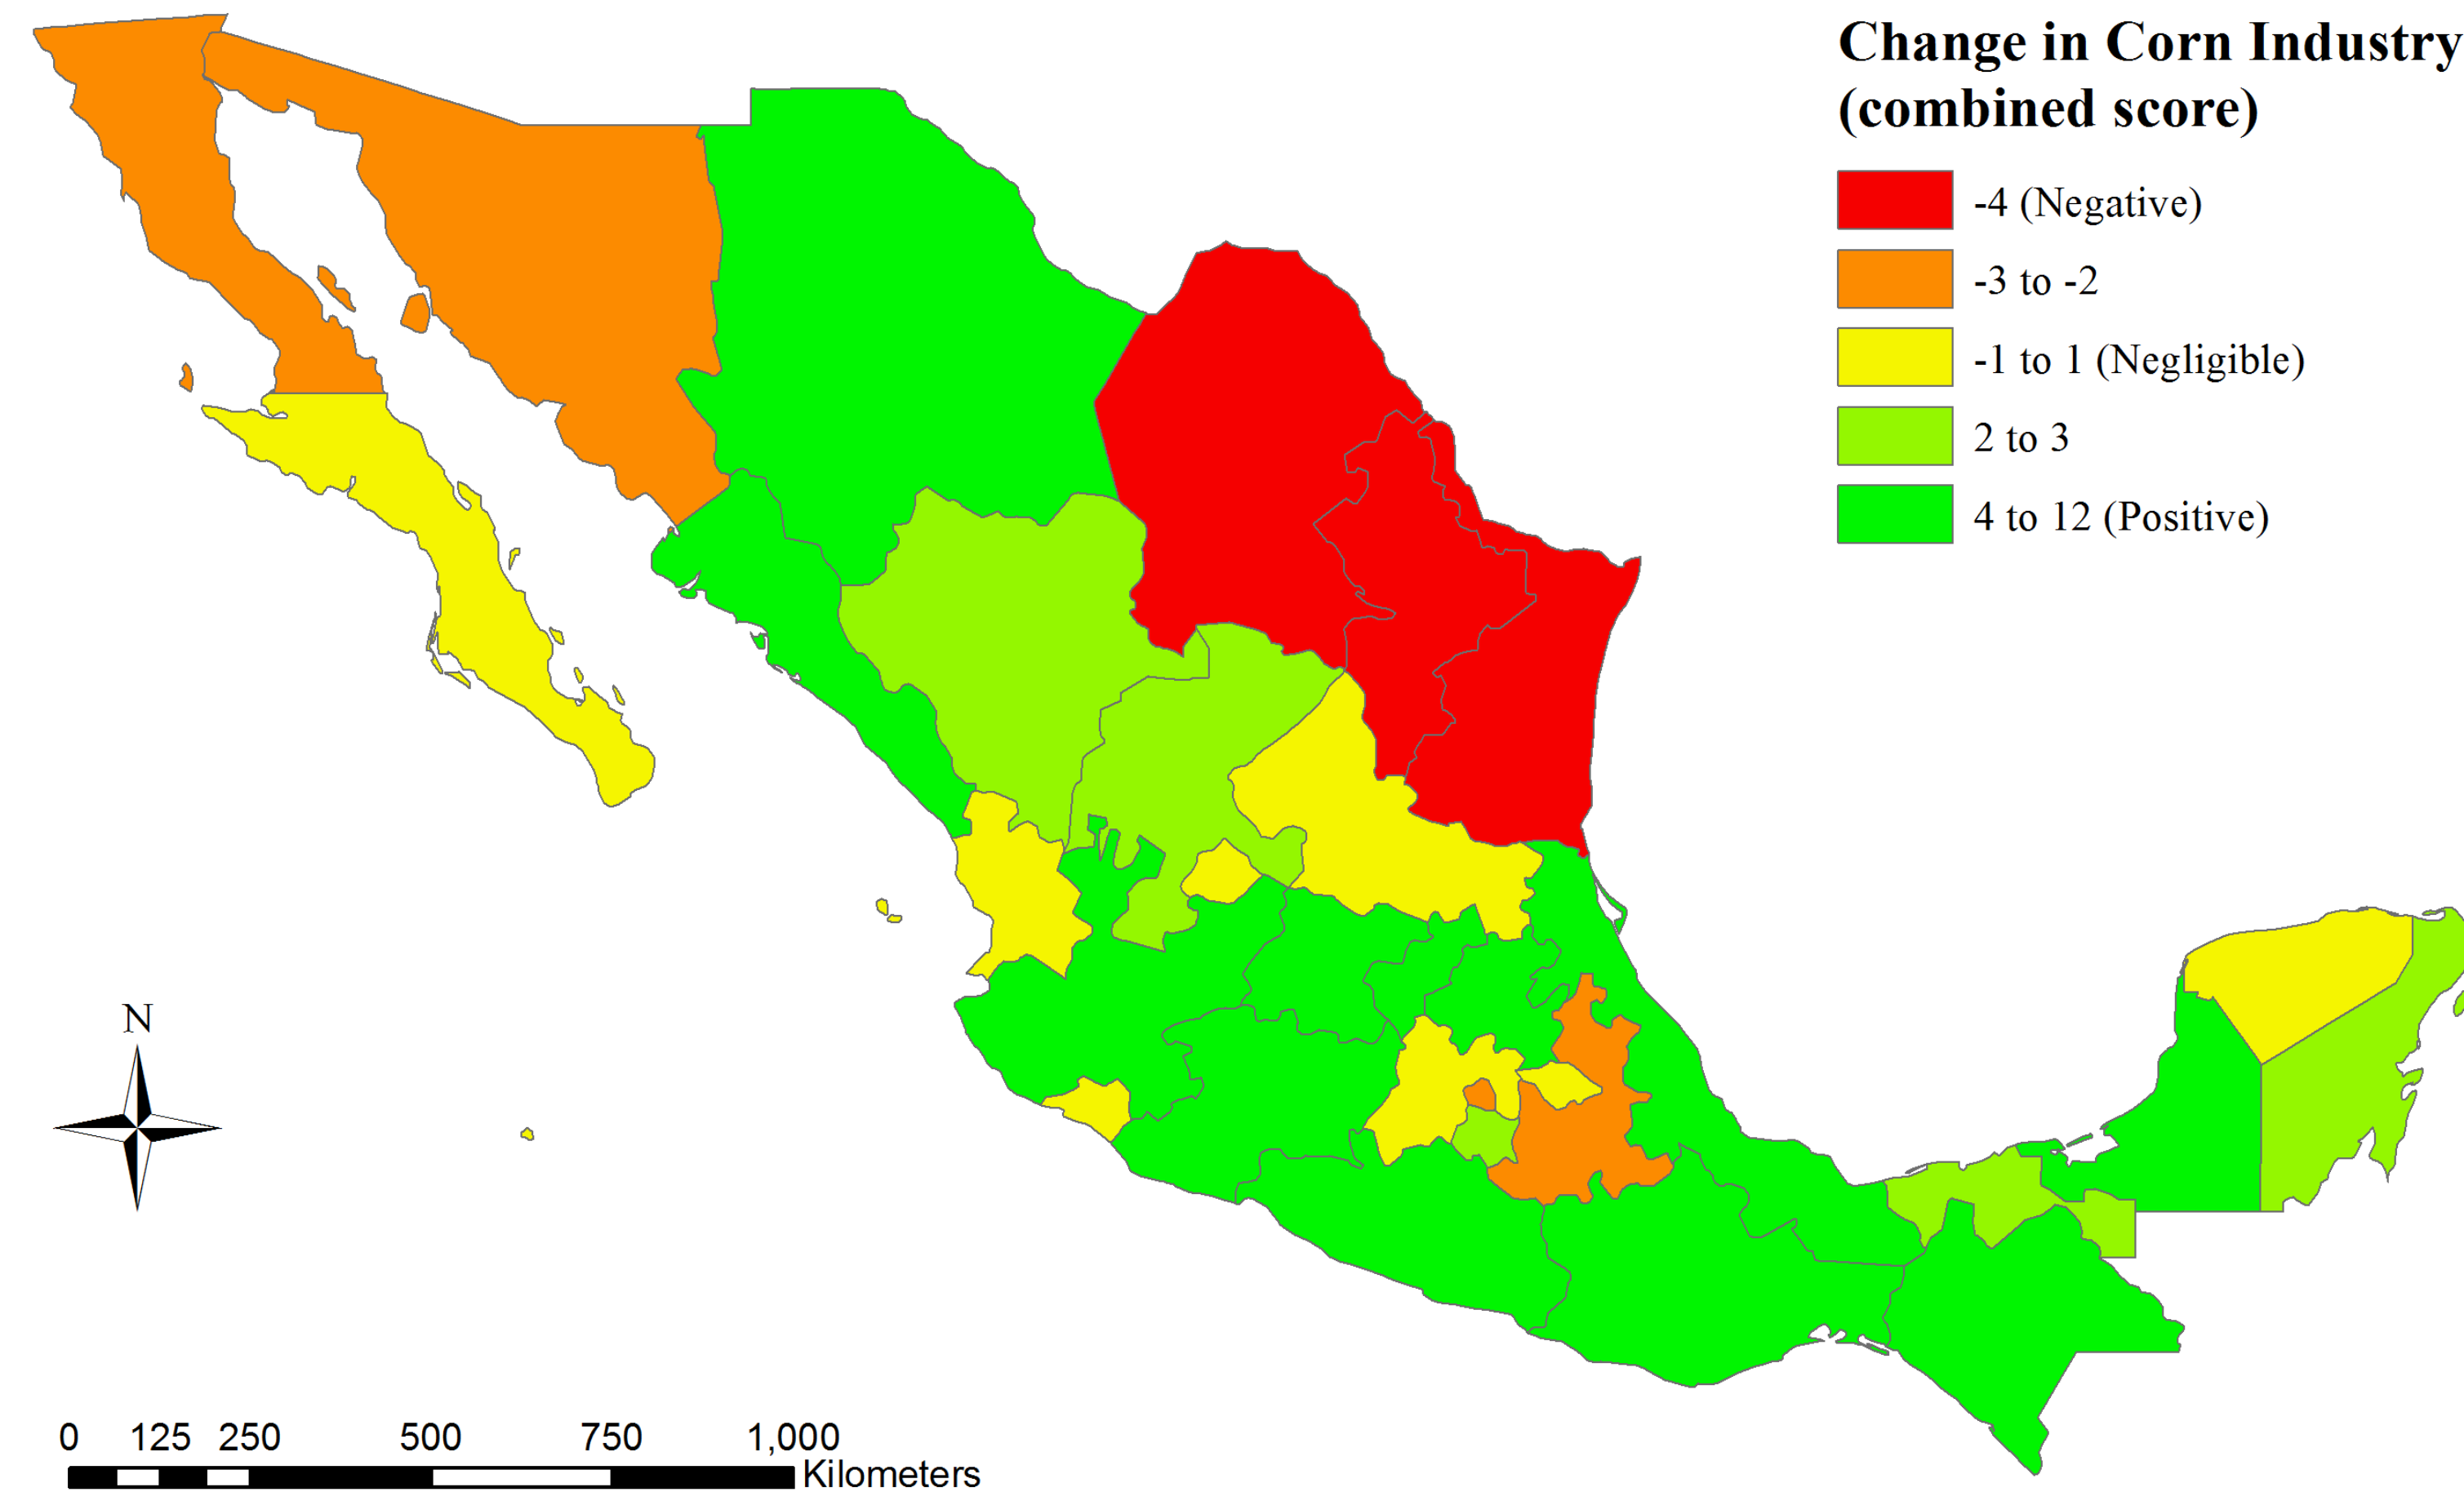 Change in Corn Industry
(combined score)
-4 (Negative)
-3 to -2
-1 to 1 (Negligible)
2 to 3
4 to 12 (Positive)
N
0 125 250 500 750 1,000
Kilometers